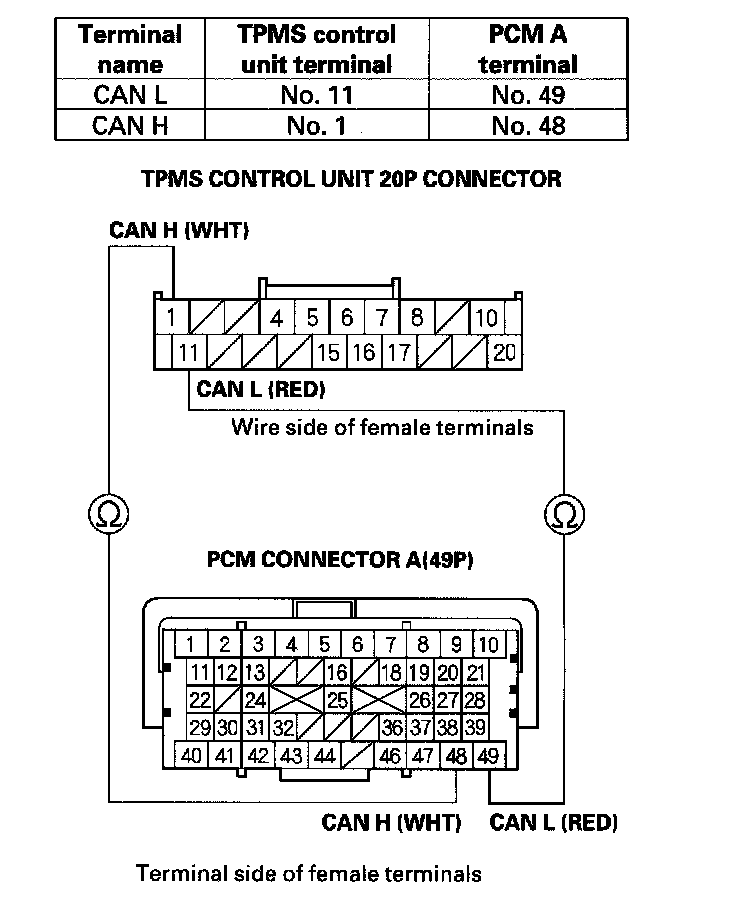 Terminal name TPMS control unit terminal PCM A terminal
CAN L No. 11 No. 49
CAN H No. 1 No. 48
TPMS CONTROL UNIT 20P CONNECTOR
CAN H (WHT)
1 4 5 6 7 8 10
11 15 16 17 20
CAN L (RED)
Wire side of female terminals
Ω Ω
PCM CONNECTOR A(49P)
1 2 3 4 5 6 7 8 9 10
11 12 13 16 18 19 20 21
22 24 25 26 27 28
29 30 31 32 36 37 38 39
40 41 42 43 44 46 47 48 49
CAN H (WHT) CAN L (RED)
Terminal side of female terminals